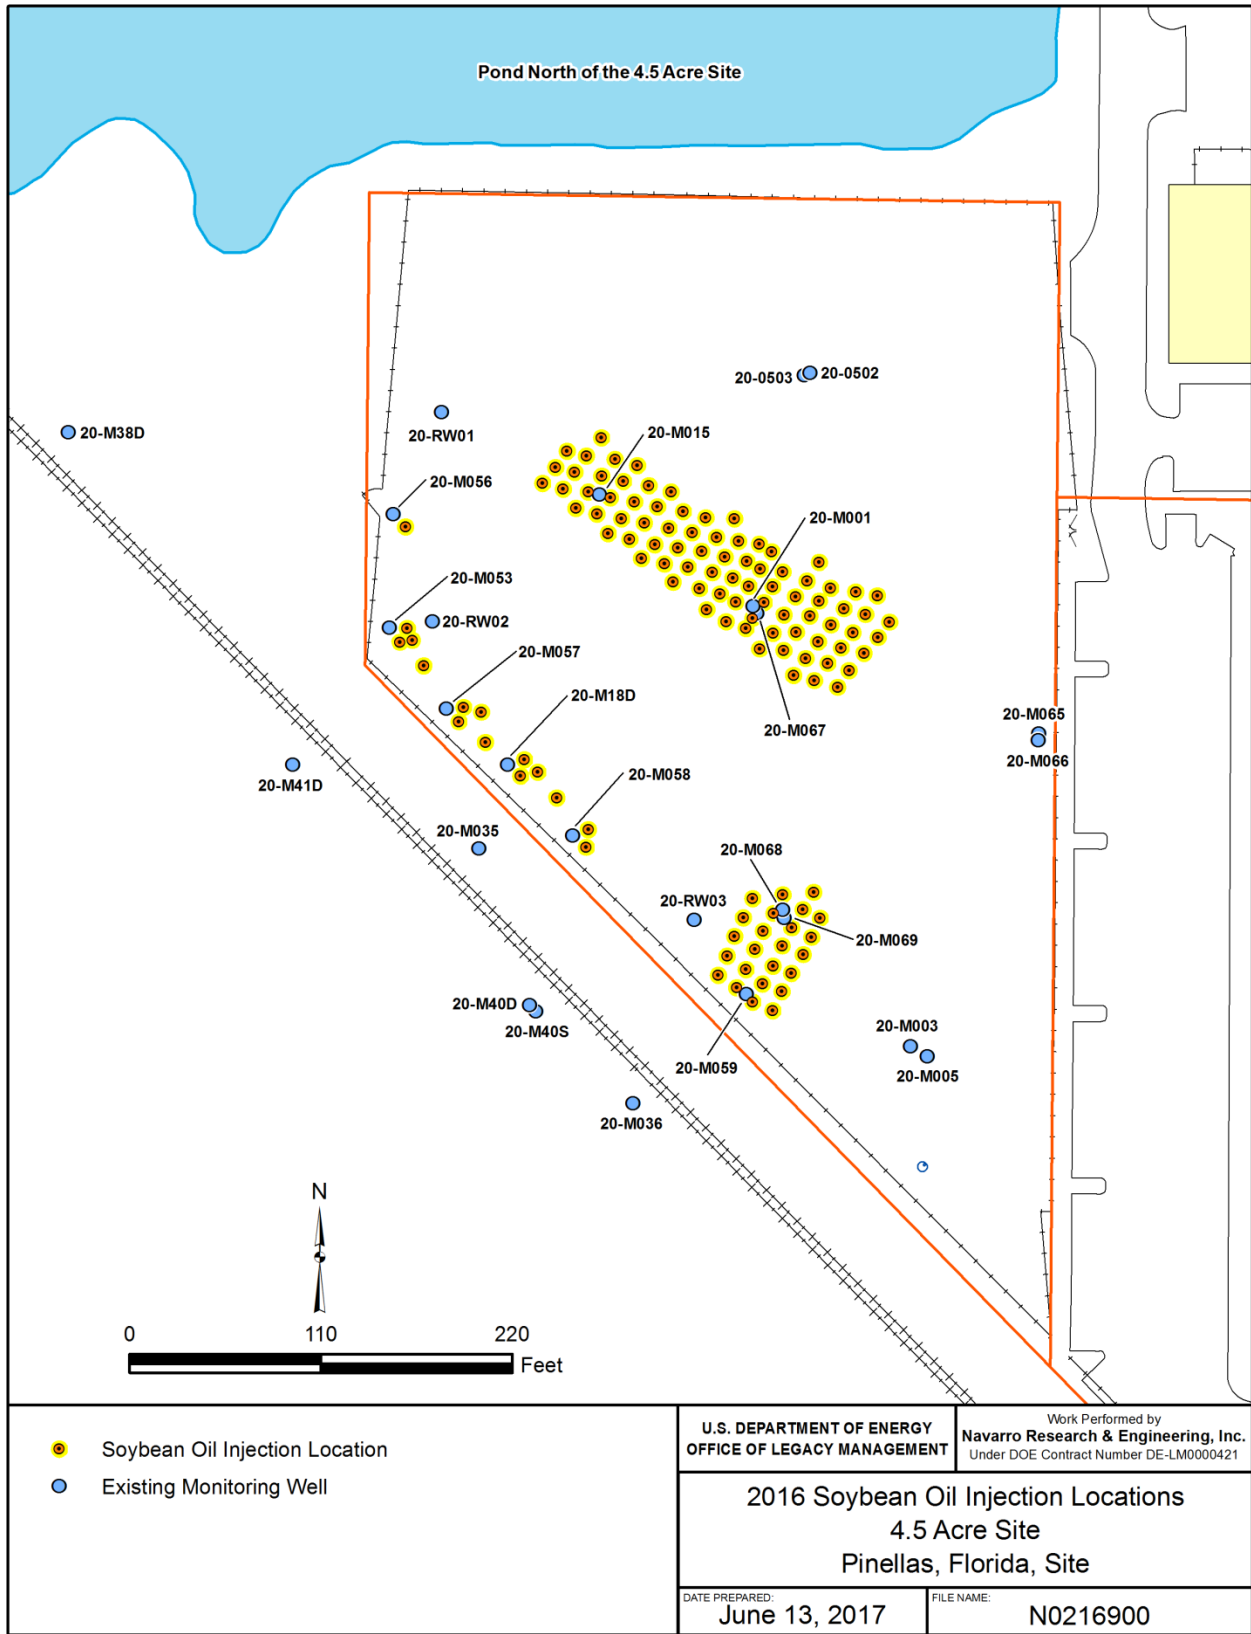 Pond North of the 4.5 Acre Site
20-0503
20-0502
20-M38D
20-RW01
20-M015
20-M056
20-M001
20-M053
20-RW02
20-M057
20-M18D
20-M067
20-M065
20-M066
20-M41D
20-M058
20-M035
20-M068
20-RW03
20-M069
20-M40D
20-M40S
20-M003
20-M059
20-M005
20-M036
N
0 110 220
Feet
Soybean Oil Injection Location
Existing Monitoring Well
U.S. DEPARTMENT OF ENERGY
OFFICE OF LEGACY MANAGEMENT
Work Performed by
Navarro Research & Engineering, Inc.
Under DOE Contract Number DE-LM0000421
2016 Soybean Oil Injection Locations
4.5 Acre Site
Pinellas, Florida, Site
DATE PREPARED:
June 13, 2017
FILE NAME:
N0216900